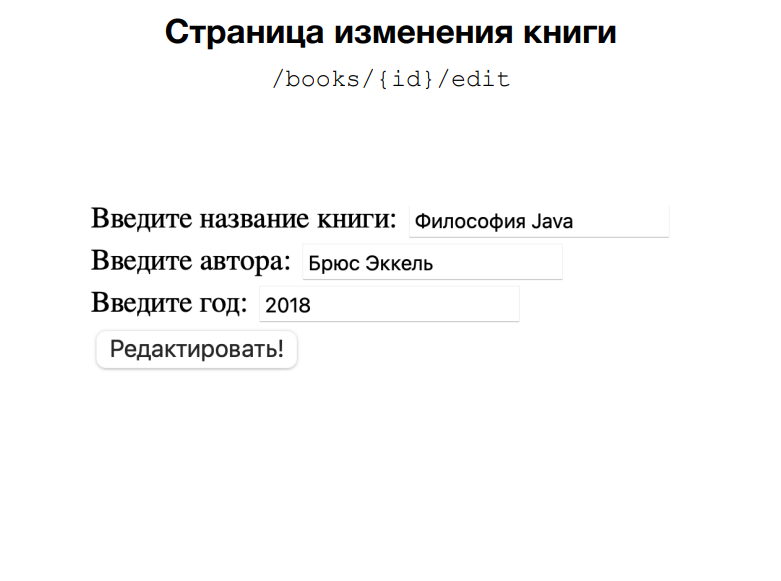 Страница изменения книги
/books/{id}/edit
Введите название книги: Философия Java
Введите автора: Брюс Эккель
Введите год: 2018
Редактировать!